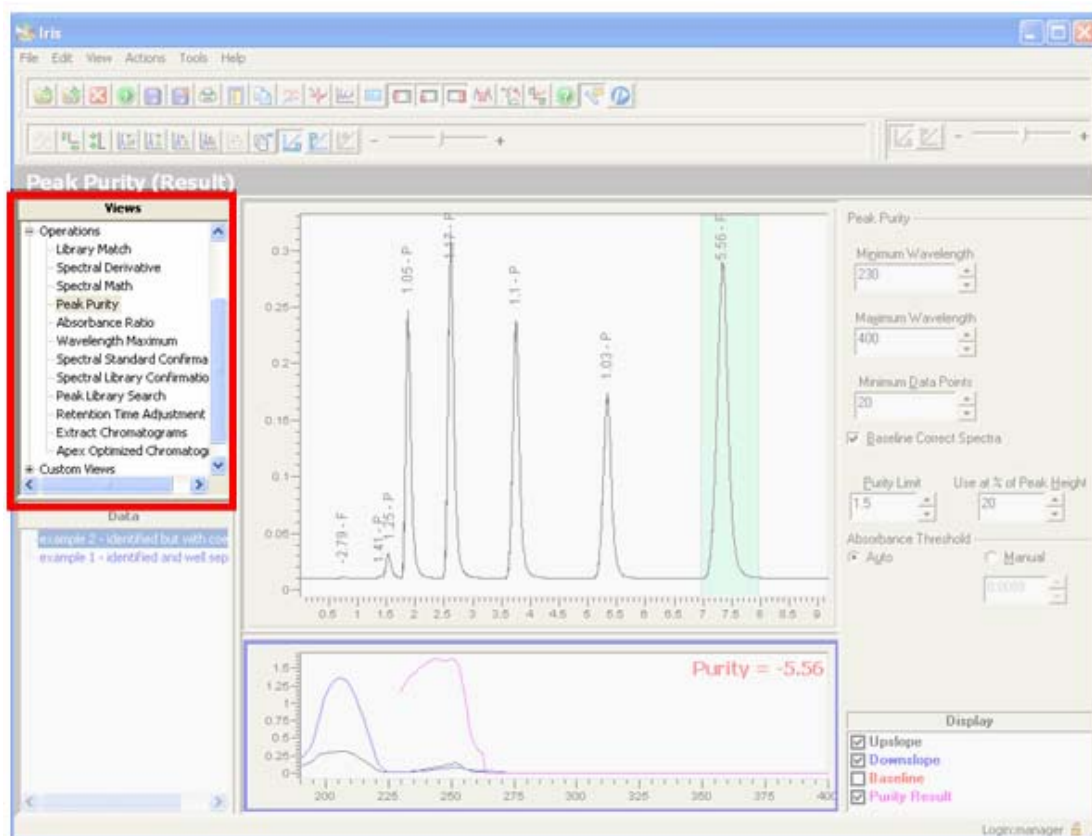 Iris
File Edit View Actions Tools Help
- +
- +
Peak Purity (Result)
Views
Operations
Library Match
Spectral Derivative
Spectral Math
Peak Purity
Absorbance Ratio
Wavelength Maximum
Spectral Standard Confirma
Spectral Library Confirmatio
Peak Library Search
Retention Time Adjustment
Extract Chromatograms
Apex Optimized Chromatog
Custom Views
Data
example 2 - identified but with coe
example 1 - identified and well sep
0.3
0.25
0.2
0.15
0.1
0.05
0
-2.79 - F
1.41 - P
1.25 - P
1.05 - P
1.17 - P
1.1 - P
1.03 - P
5.56 - F
0.5 1 1.5 2 2.5 3 3.5 4 4.5 5 5.5 6 6.5 7 7.5 8 8.5 9
Purity = -5.56
1.5
1.25
1
0.75
0.5
0.25
0
200 225 250 275 300 325 350 375 400
Peak Purity
Minimum Wavelength
230
Maximum Wavelength
400
Minimum Data Points
20
Baseline Correct Spectra
Purity Limit Use at % of Peak Height
1.5 20
Absorbance Threshold
Auto Manual
Display
Upslope
Downslope
Baseline
Purity Result
Login:manager